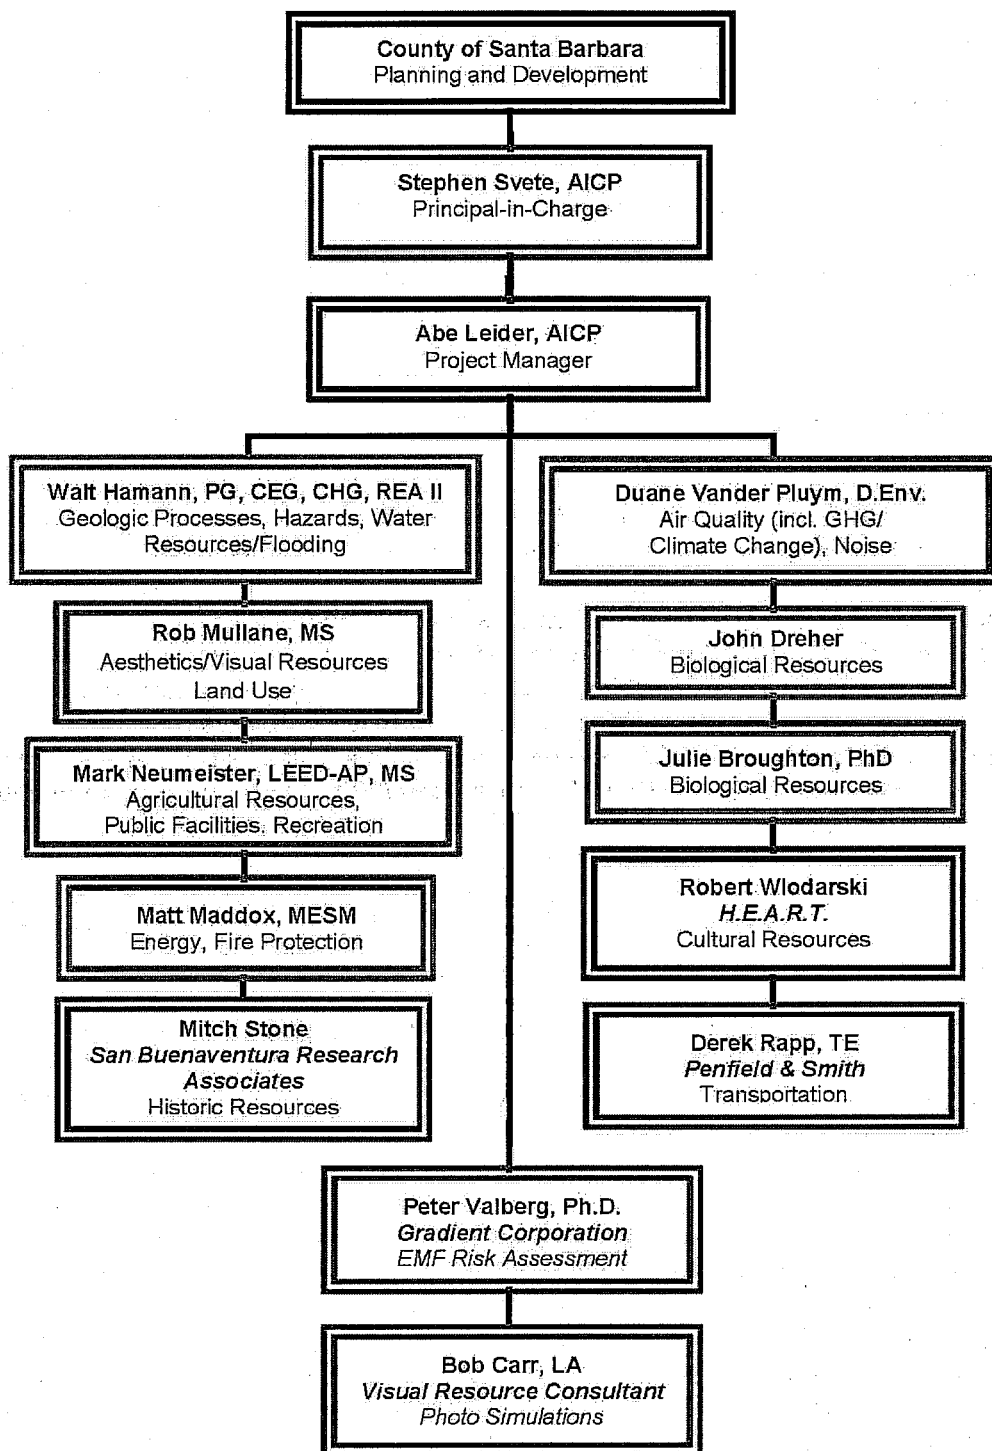 County of Santa Barbara
Planning and Development
Stephen Svete, AICP
Principal-in-Charge
Abe Leider, AICP
Project Manager
Walt Hamann, PG, CEG, CHG, REA II
Geologic Processes, Hazards, Water
Resources/Flooding
Rob Mullane, MS
Aesthetics/Visual Resources
Land Use
Mark Neumeister, LEED-AP, MS
Agricultural Resources,
Public Facilities, Recreation
Matt Maddox, MESM
Energy, Fire Protection
Mitch Stone
San Buenaventura Research
Associates
Historic Resources
Duane Vander Pluym, D.Env.
Air Quality (incl. GHG/
Climate Change), Noise
John Dreher
Biological Resources
Julie Broughton, PhD
Biological Resources
Robert Wlodarski
H.E.A.R.T.
Cultural Resources
Derek Rapp, TE
Penfield & Smith
Transportation
Peter Valberg, Ph.D.
Gradient Corporation
EMF Risk Assessment
Bob Carr, LA
Visual Resource Consultant
Photo Simulations